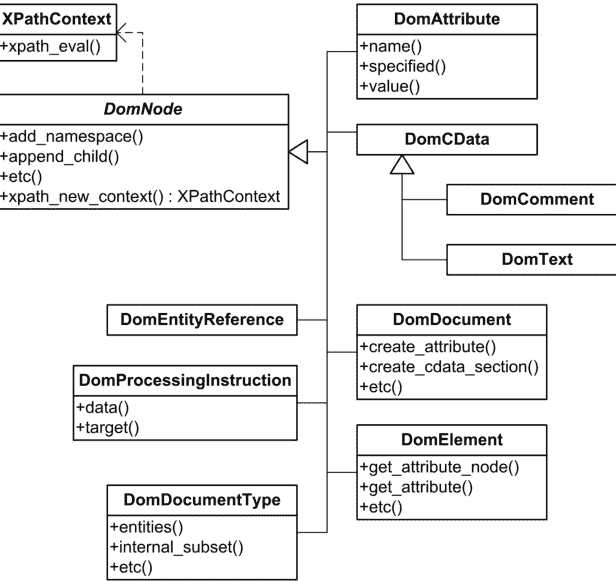 XPathContext
+xpath_eval()
DomNode
+add_namespace()
+append_child()
+etc()
+xpath_new_context() : XPathContext
DomAttribute
+name()
+specified()
+value()
DomCData
DomComment
DomText
DomEntityReference
DomDocument
+create_attribute()
+create_cdata_section()
+etc()
DomProcessingInstruction
+data()
+target()
DomElement
+get_attribute_node()
+get_attribute()
+etc()
DomDocumentType
+entities()
+internal_subset()
+etc()